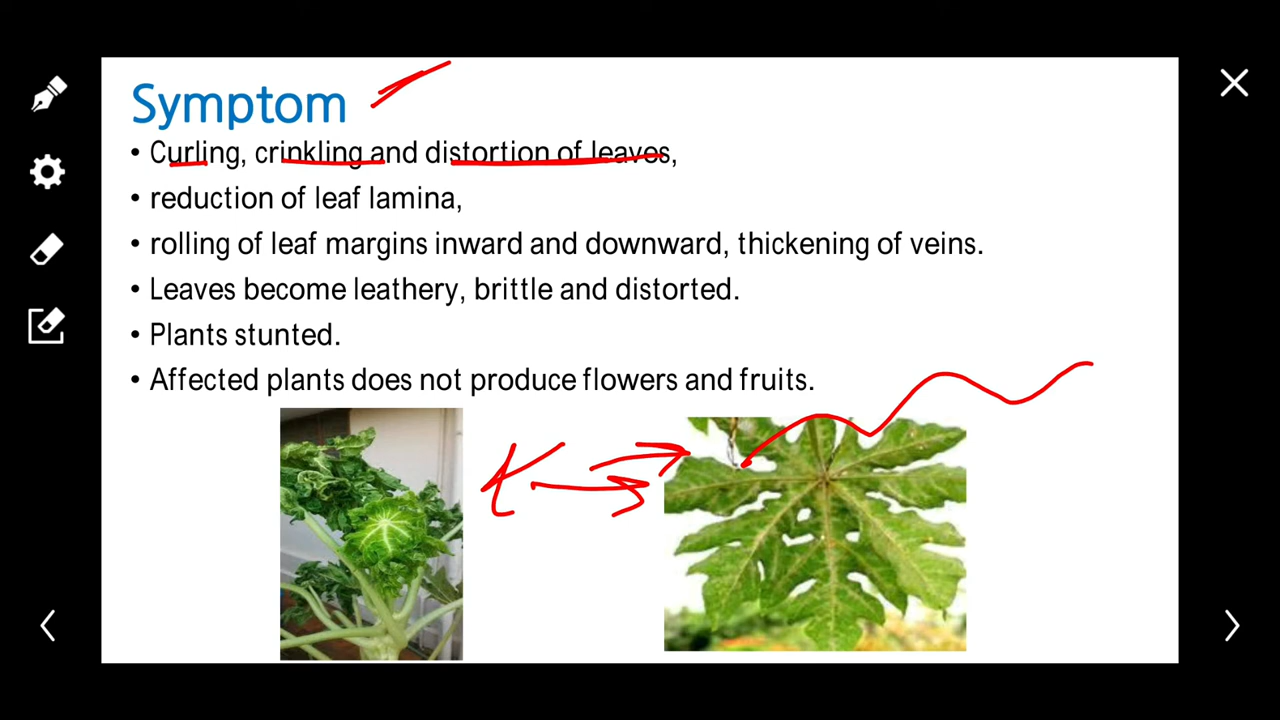 Symptom
• Curling, crinkling and distortion of leaves,
• reduction of leaf lamina,
• rolling of leaf margins inward and downward, thickening of veins.
• Leaves become leathery, brittle and distorted.
• Plants stunted.
• Affected plants does not produce flowers and fruits.